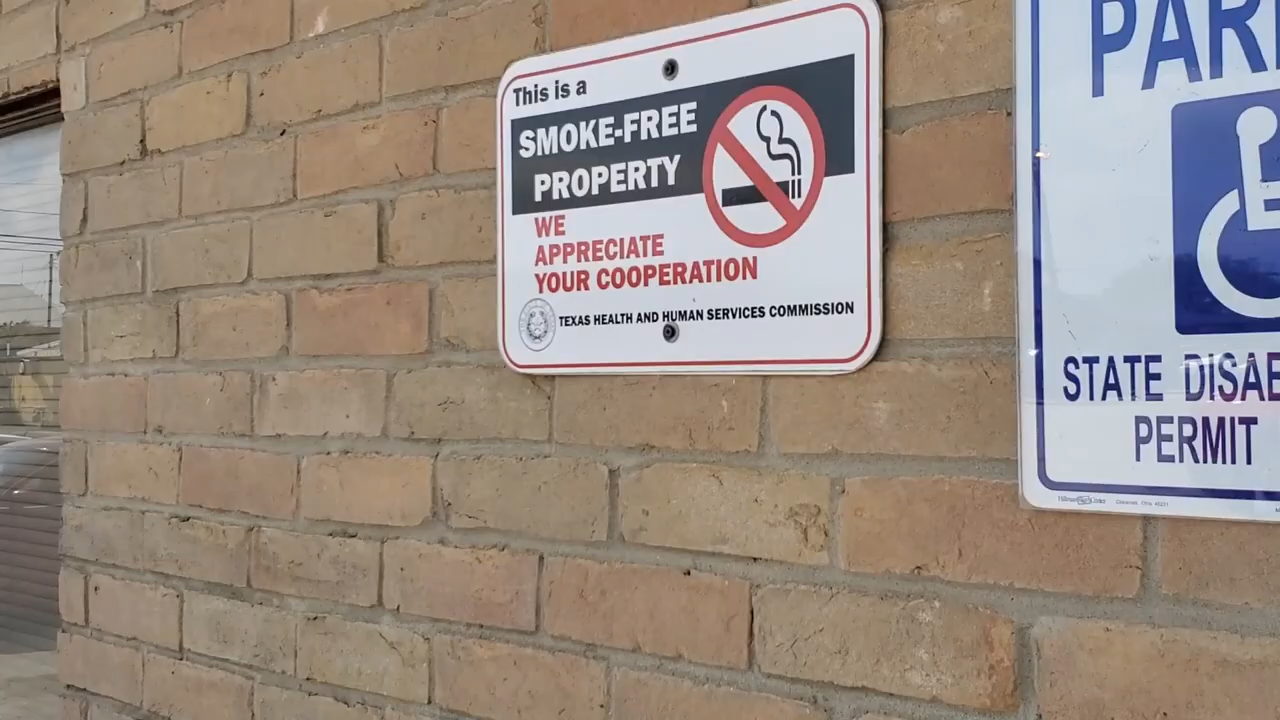 This is a
SMOKE-FREE
PROPERTY
WE
APPRECIATE
YOUR COOPERATION
TEXAS HEALTH AND HUMAN SERVICES COMMISSION
PAR
STATE DISAB
PERMIT